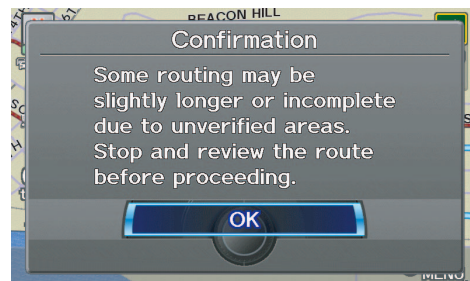 BEACON HILL
Confirmation
Some routing may be
slightly longer or incomplete
due to unverified areas.
Stop and review the route
before proceeding.
OK
MENU